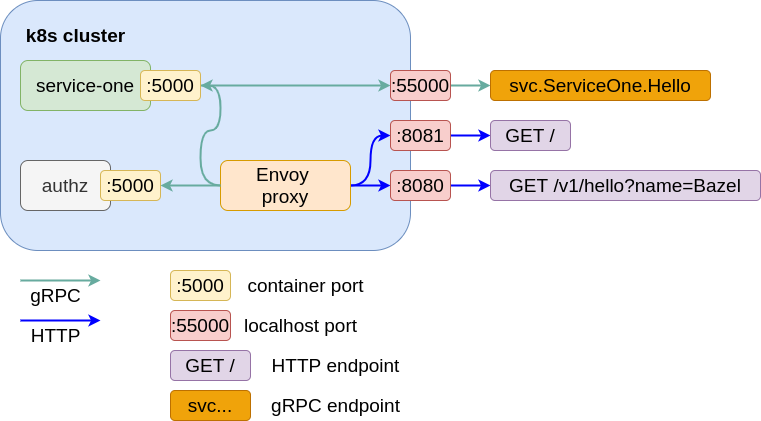 k8s cluster
service-one
:5000
:55000
svc.ServiceOne.Hello
:8081
GET /
authz
:5000
Envoy
proxy
:8080
GET /v1/hello?name=Bazel
gRPC
:5000
container port
HTTP
:55000
localhost port
GET /
HTTP endpoint
svc...
gRPC endpoint